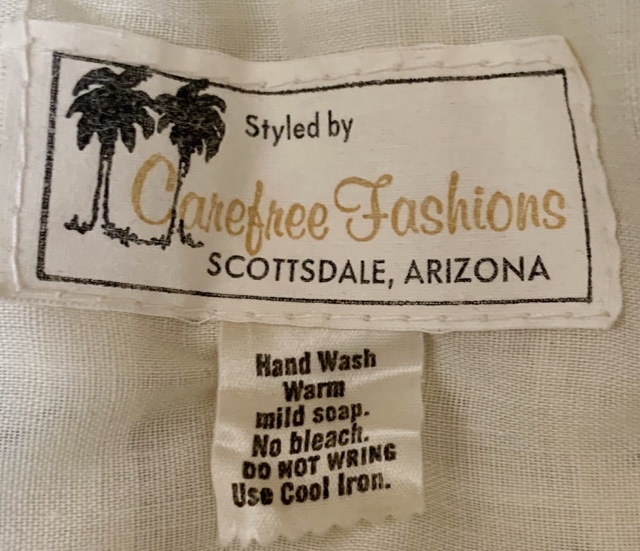 Styled by
Carefree Fashions
SCOTTSDALE, ARIZONA
Hand Wash
Warm
mild soap.
No bleach.
DO NOT WRING
Use Cool Iron.